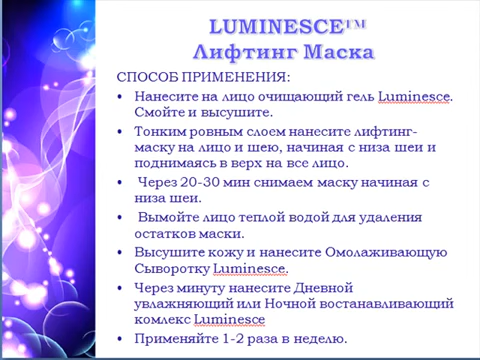 LUMINESCE™
Лифтинг Маска
СПОСОБ ПРИМЕНЕНИЯ:
• Нанесите на лицо очищающий гель Luminesce.
Смойте и высушите.
• Тонким ровным слоем нанесите лифтинг-
маску на лицо и шею, начиная с низа шеи и
поднимаясь в верх на все лицо.
• Через 20-30 мин снимаем маску начиная с
низа шеи.
• Вымойте лицо теплой водой для удаления
остатков маски.
• Высушите кожу и нанесите Омолаживающую
Сыворотку Luminesce.
• Через минуту нанесите Дневной
увлажняющий или Ночной востанавливающий
комлекс Luminesce
• Применяйте 1-2 раза в неделю.